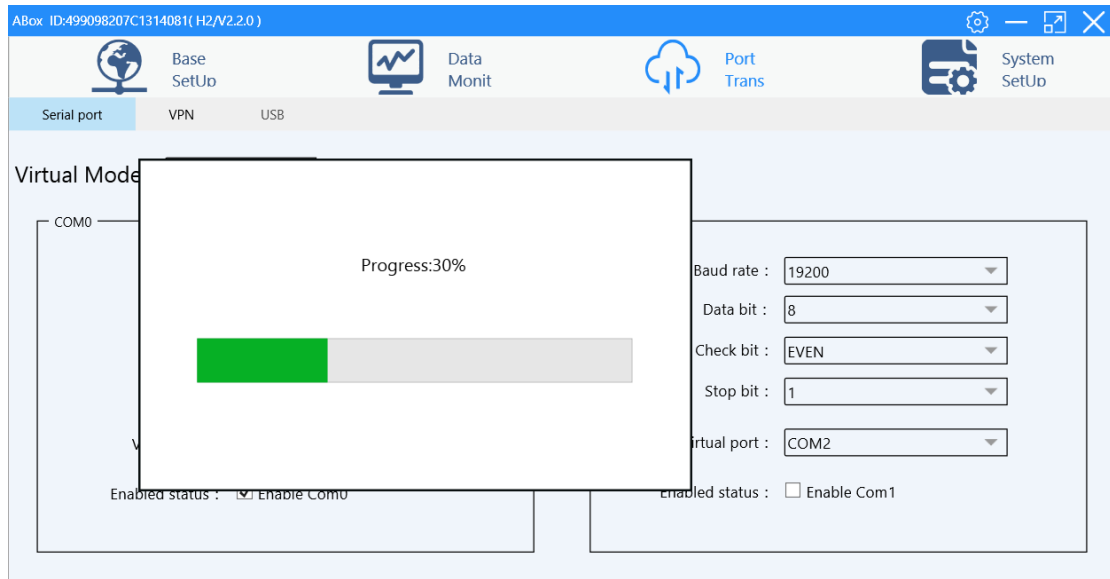 ABox ID:499098207C1314081( H2/V2.2.0 )
Base
SetUp
Data
Monit
Port
Trans
System
SetUp
Serial port VPN USB
Virtual Mode
COM0
Progress:30%
Baud rate : 19200
Data bit : 8
Check bit : EVEN
Stop bit : 1
port : COM2
Enabled status : Enable Com0
Enabled status : Enable Com1